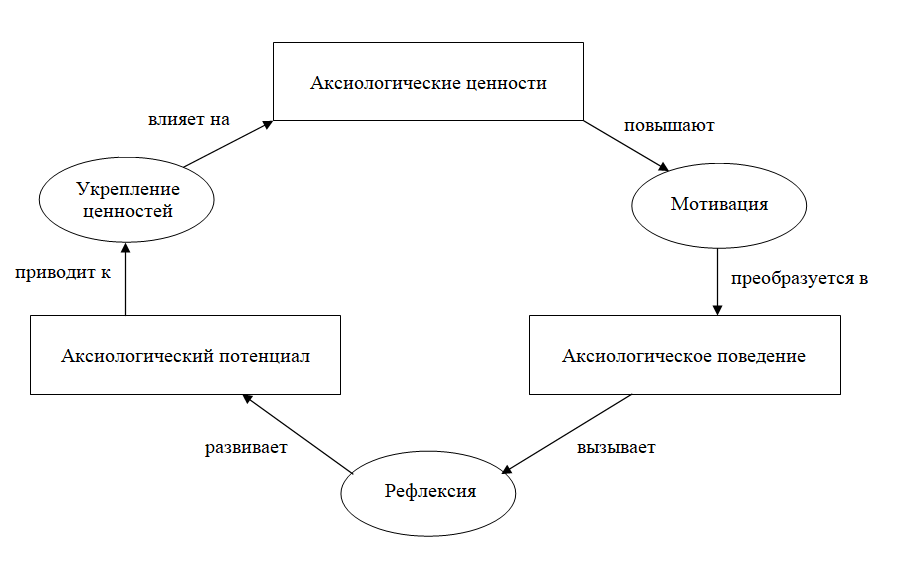 Аксиологические ценности
влияет на
повышают
Укрепление
ценностей
Мотивация
приводит к
преобразуется в
Аксиологический потенциал
Аксиологическое поведение
развивает
вызывает
Рефлексия